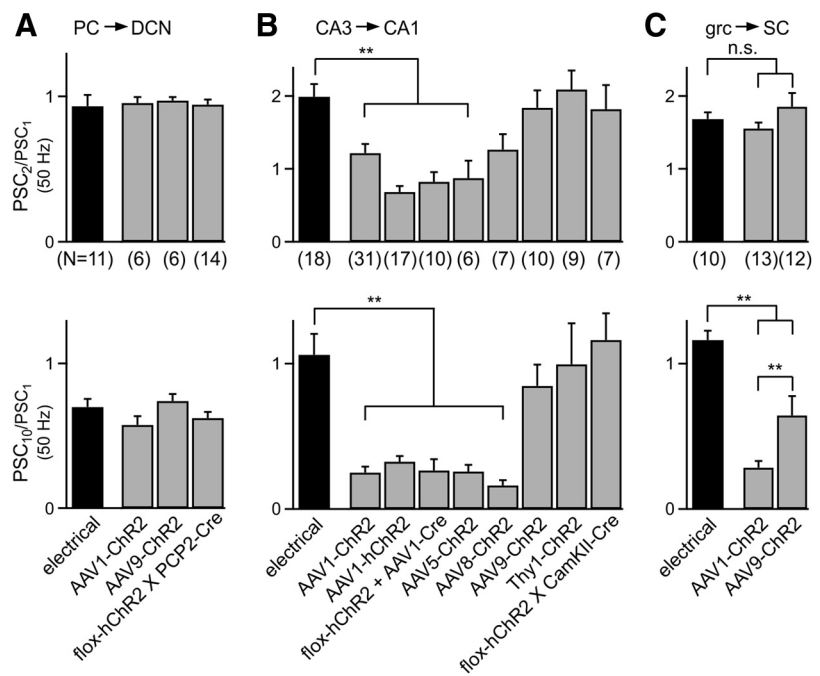 A PC → DCN
B CA3 → CA1
C grc → SC
PSC2/PSC1
(50 Hz)
1
0
(N=11) (6) (6) (14)
**
2
1
0
(18) (31) (17) (10) (6) (7) (10) (9) (7)
n.s.
2
1
0
(10) (13) (12)
PSC10/PSC1
(50 Hz)
1
0
electrical
AAV1-ChR2
AAV9-ChR2
flox-hChR2 X PCP2-Cre
**
1
0
electrical
AAV1-ChR2
AAV1-hChR2
flox-hChR2 + AAV1-Cre
AAV5-ChR2
AAV8-ChR2
AAV9-ChR2
Thy1-ChR2
flox-hChR2 X CamKII-Cre
**
**
1
0
electrical
AAV1-ChR2
AAV9-ChR2